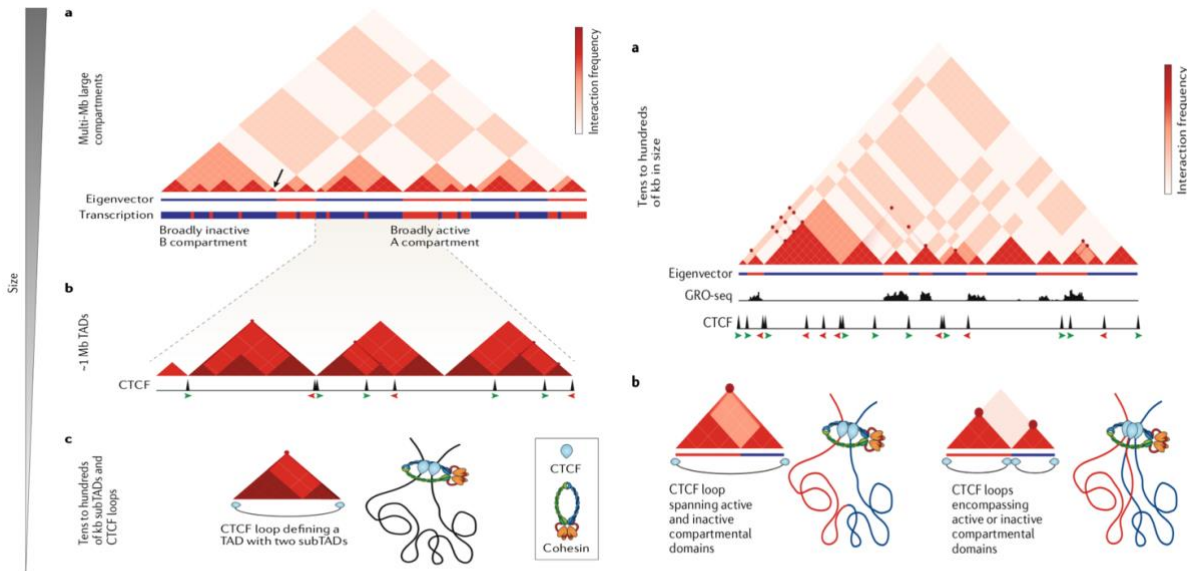 Size
a
Multi-Mb large
compartments
Interaction frequency
Eigenvector
Transcription
Broadly inactive
B compartment
Broadly active
A compartment
b
~1 Mb TADs
CTCF
c
Tens to hundreds
of kb subTADs and
CTCF loops
CTCF loop defining a
TAD with two subTADs
CTCF
Cohesin
a
Tens to hundreds
of kb in size
Interaction frequency
Eigenvector
GRO-seq
CTCF
b
CTCF loop
spanning active
and inactive
compartmental
domains
CTCF loops
encompassing
active or inactive
compartmental
domains